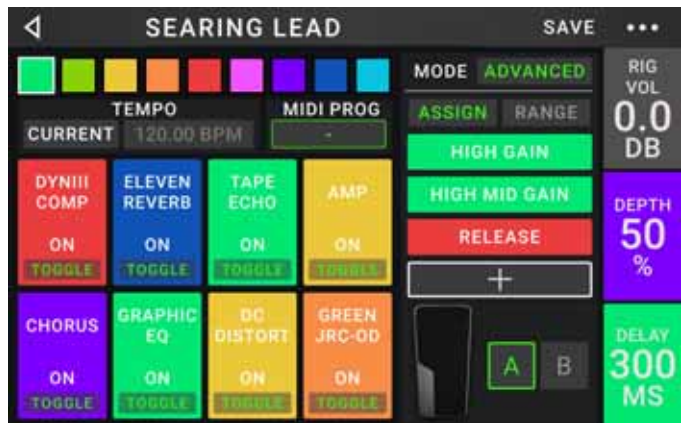 SEARING LEAD
SAVE
TEMPO
MIDI PROG
CURRENT
120.00 BPM
-
DYNIII
COMP
ON
TOGGLE
ELEVEN
REVERB
ON
TOGGLE
TAPE
ECHO
ON
TOGGLE
AMP
ON
TOGGLE
CHORUS
ON
TOGGLE
GRAPHIC
EQ
ON
TOGGLE
DC
DISTORT
ON
TOGGLE
GREEN
JRC-OD
ON
TOGGLE
MODE
ADVANCED
ASSIGN
RANGE
HIGH GAIN
HIGH MID GAIN
RELEASE
+
A
B
RIG
VOL
0.0
DB
DEPTH
50
%
DELAY
300
MS